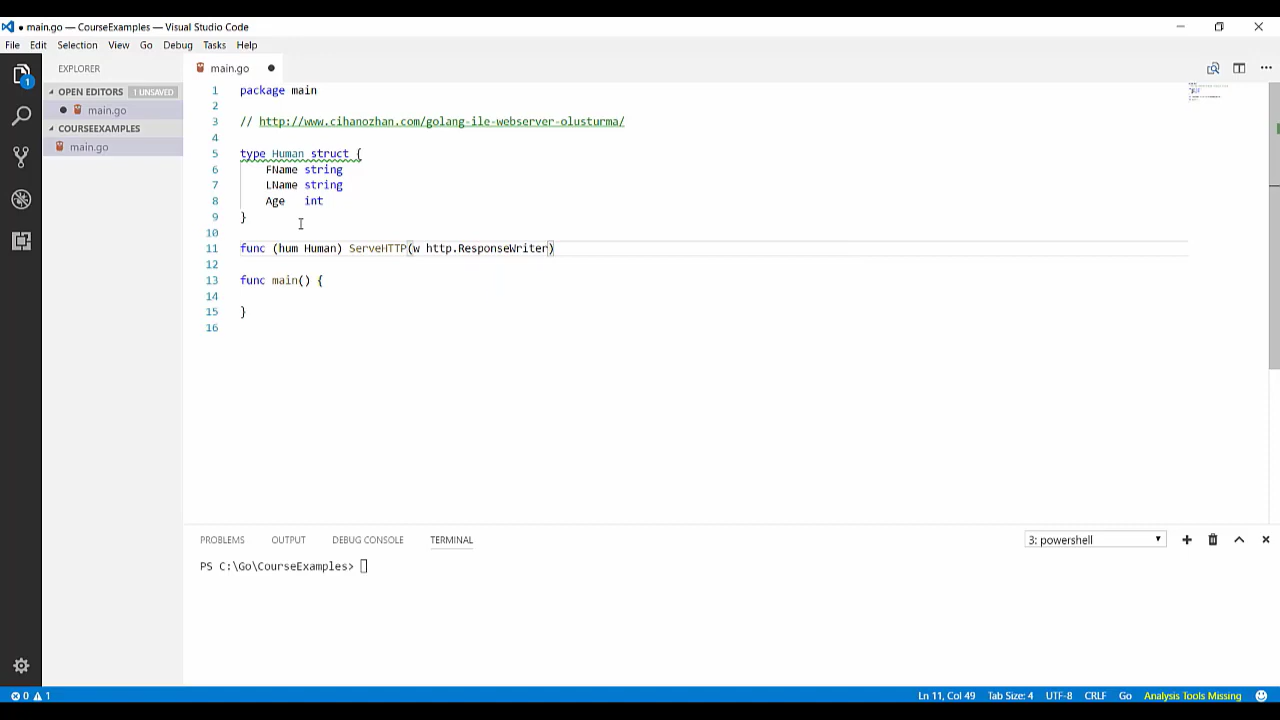 ● main.go — CourseExamples — Visual Studio Code
File Edit Selection View Go Debug Tasks Help
EXPLORER
OPEN EDITORS 1 UNSAVED
main.go
COURSEEXAMPLES
main.go
1
main.go ●
1 package main
2
3 // http://www.cihanozhan.com/golang-ile-webserver-olusturma/
4
5 type Human struct {
6 FName string
7 LName string
8 Age int
9 }
10
11 func (hum Human) ServeHTTP(w http.ResponseWriter)
12
13 func main() {
14
15 }
16
PROBLEMS OUTPUT DEBUG CONSOLE TERMINAL 3: powershell
PS C:\Go\CourseExamples>
0 1 Ln 11, Col 49 Tab Size: 4 UTF-8 CRLF Go Analysis Tools Missing